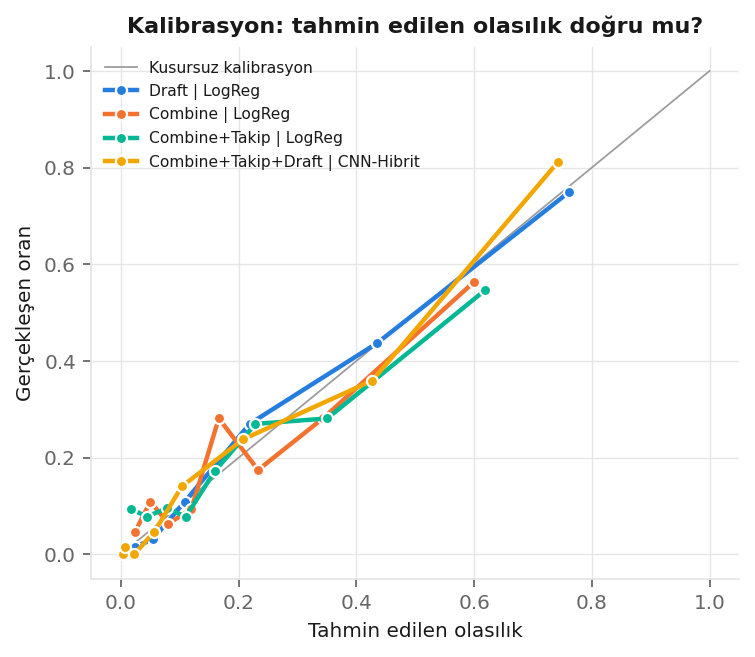 Kalibrasyon: tahmin edilen olasılık doğru mu?
Kusursuz kalibrasyon
Draft | LogReg
Combine | LogReg
Combine+Takip | LogReg
Combine+Takip+Draft | CNN-Hibrit
Gerçekleşen oran
1.0
0.8
0.6
0.4
0.2
0.0
0.0 0.2 0.4 0.6 0.8 1.0
Tahmin edilen olasılık